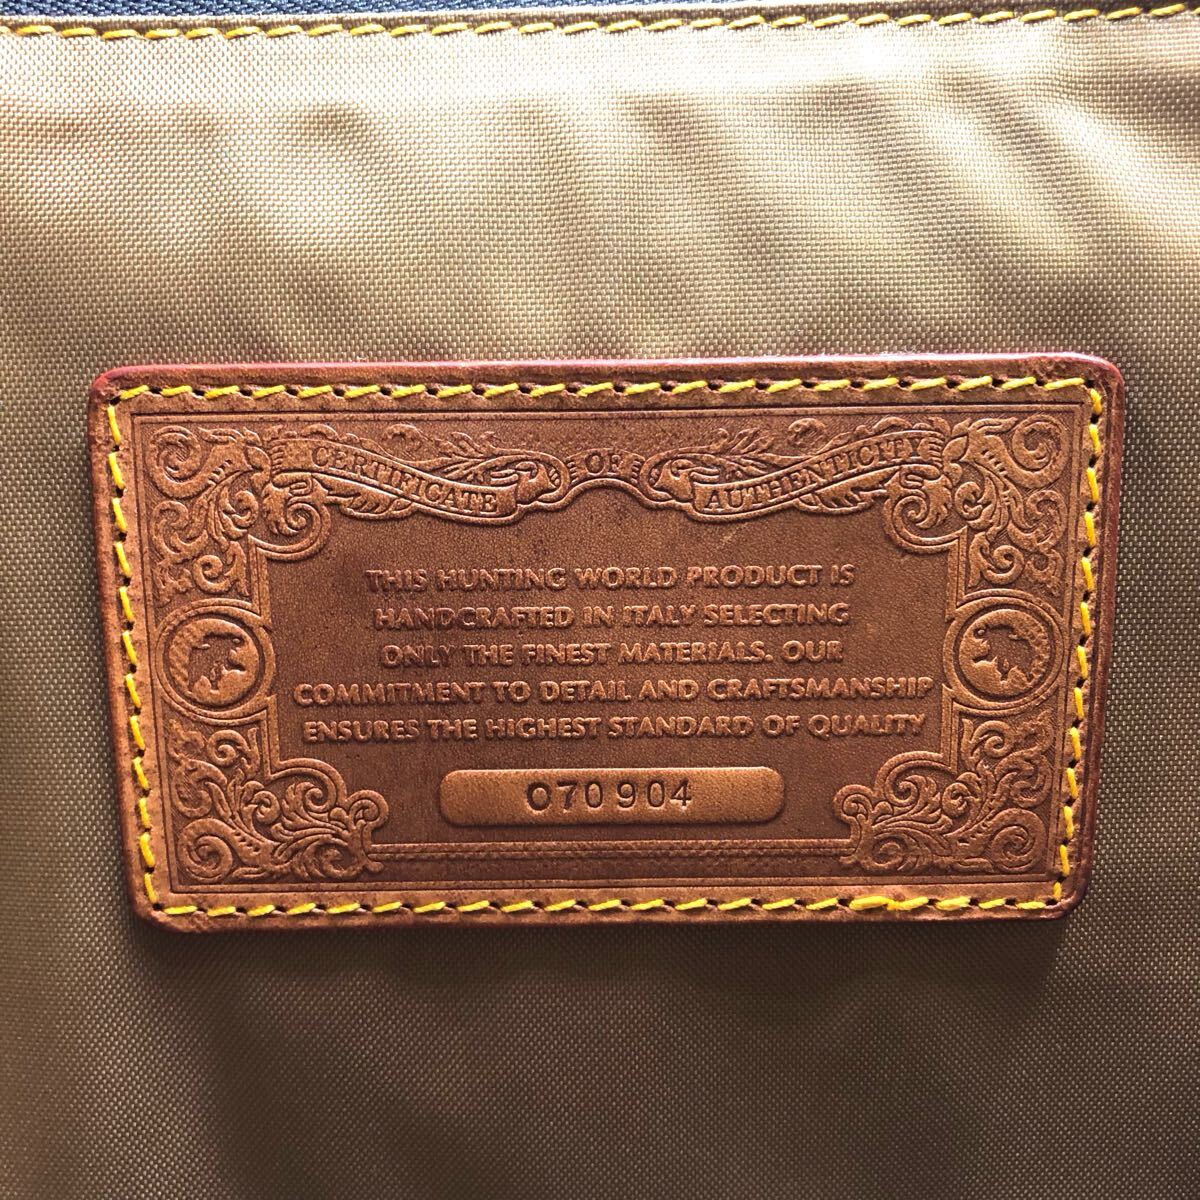 CERTIFICATE OF AUTHENTICITY
THIS HUNTING WORLD PRODUCT IS
HANDCRAFTED IN ITALY SELECTING
ONLY THE FINEST MATERIALS. OUR
COMMITMENT TO DETAIL AND CRAFTSMANSHIP
ENSURES THE HIGHEST STANDARD OF QUALITY
070904